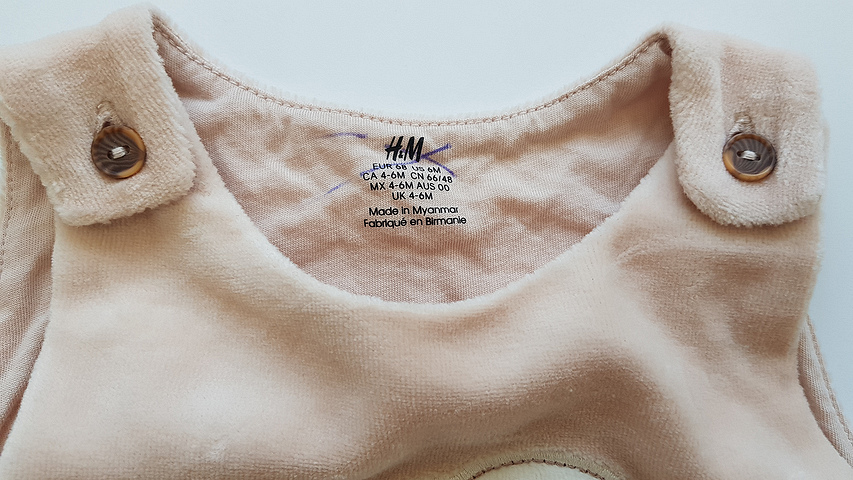 H&M
EUR 68 US 6M
CA 4-6M CN 66/48
MX 4-6M AUS 00
UK 4-6M
Made in Myanmar
Fabriqué en Birmanie